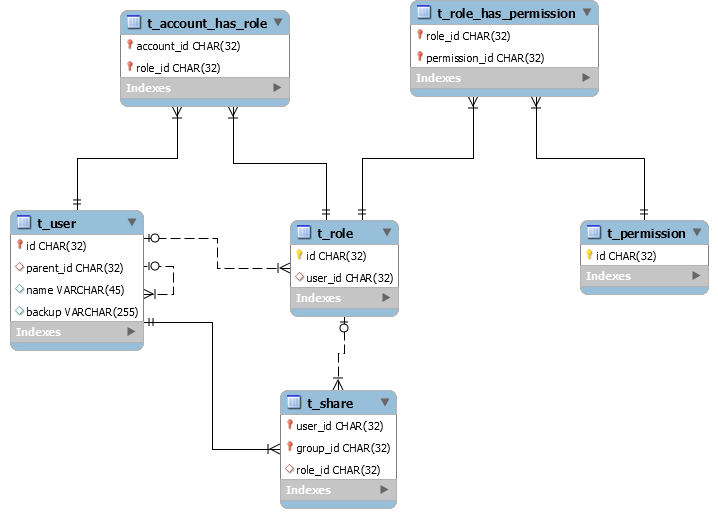 t_account_has_role
account_id CHAR(32)
role_id CHAR(32)
Indexes
t_role_has_permission
role_id CHAR(32)
permission_id CHAR(32)
Indexes
t_user
id CHAR(32)
parent_id CHAR(32)
name VARCHAR(45)
backup VARCHAR(255)
Indexes
t_role
id CHAR(32)
user_id CHAR(32)
Indexes
t_permission
id CHAR(32)
Indexes
t_share
user_id CHAR(32)
group_id CHAR(32)
role_id CHAR(32)
Indexes